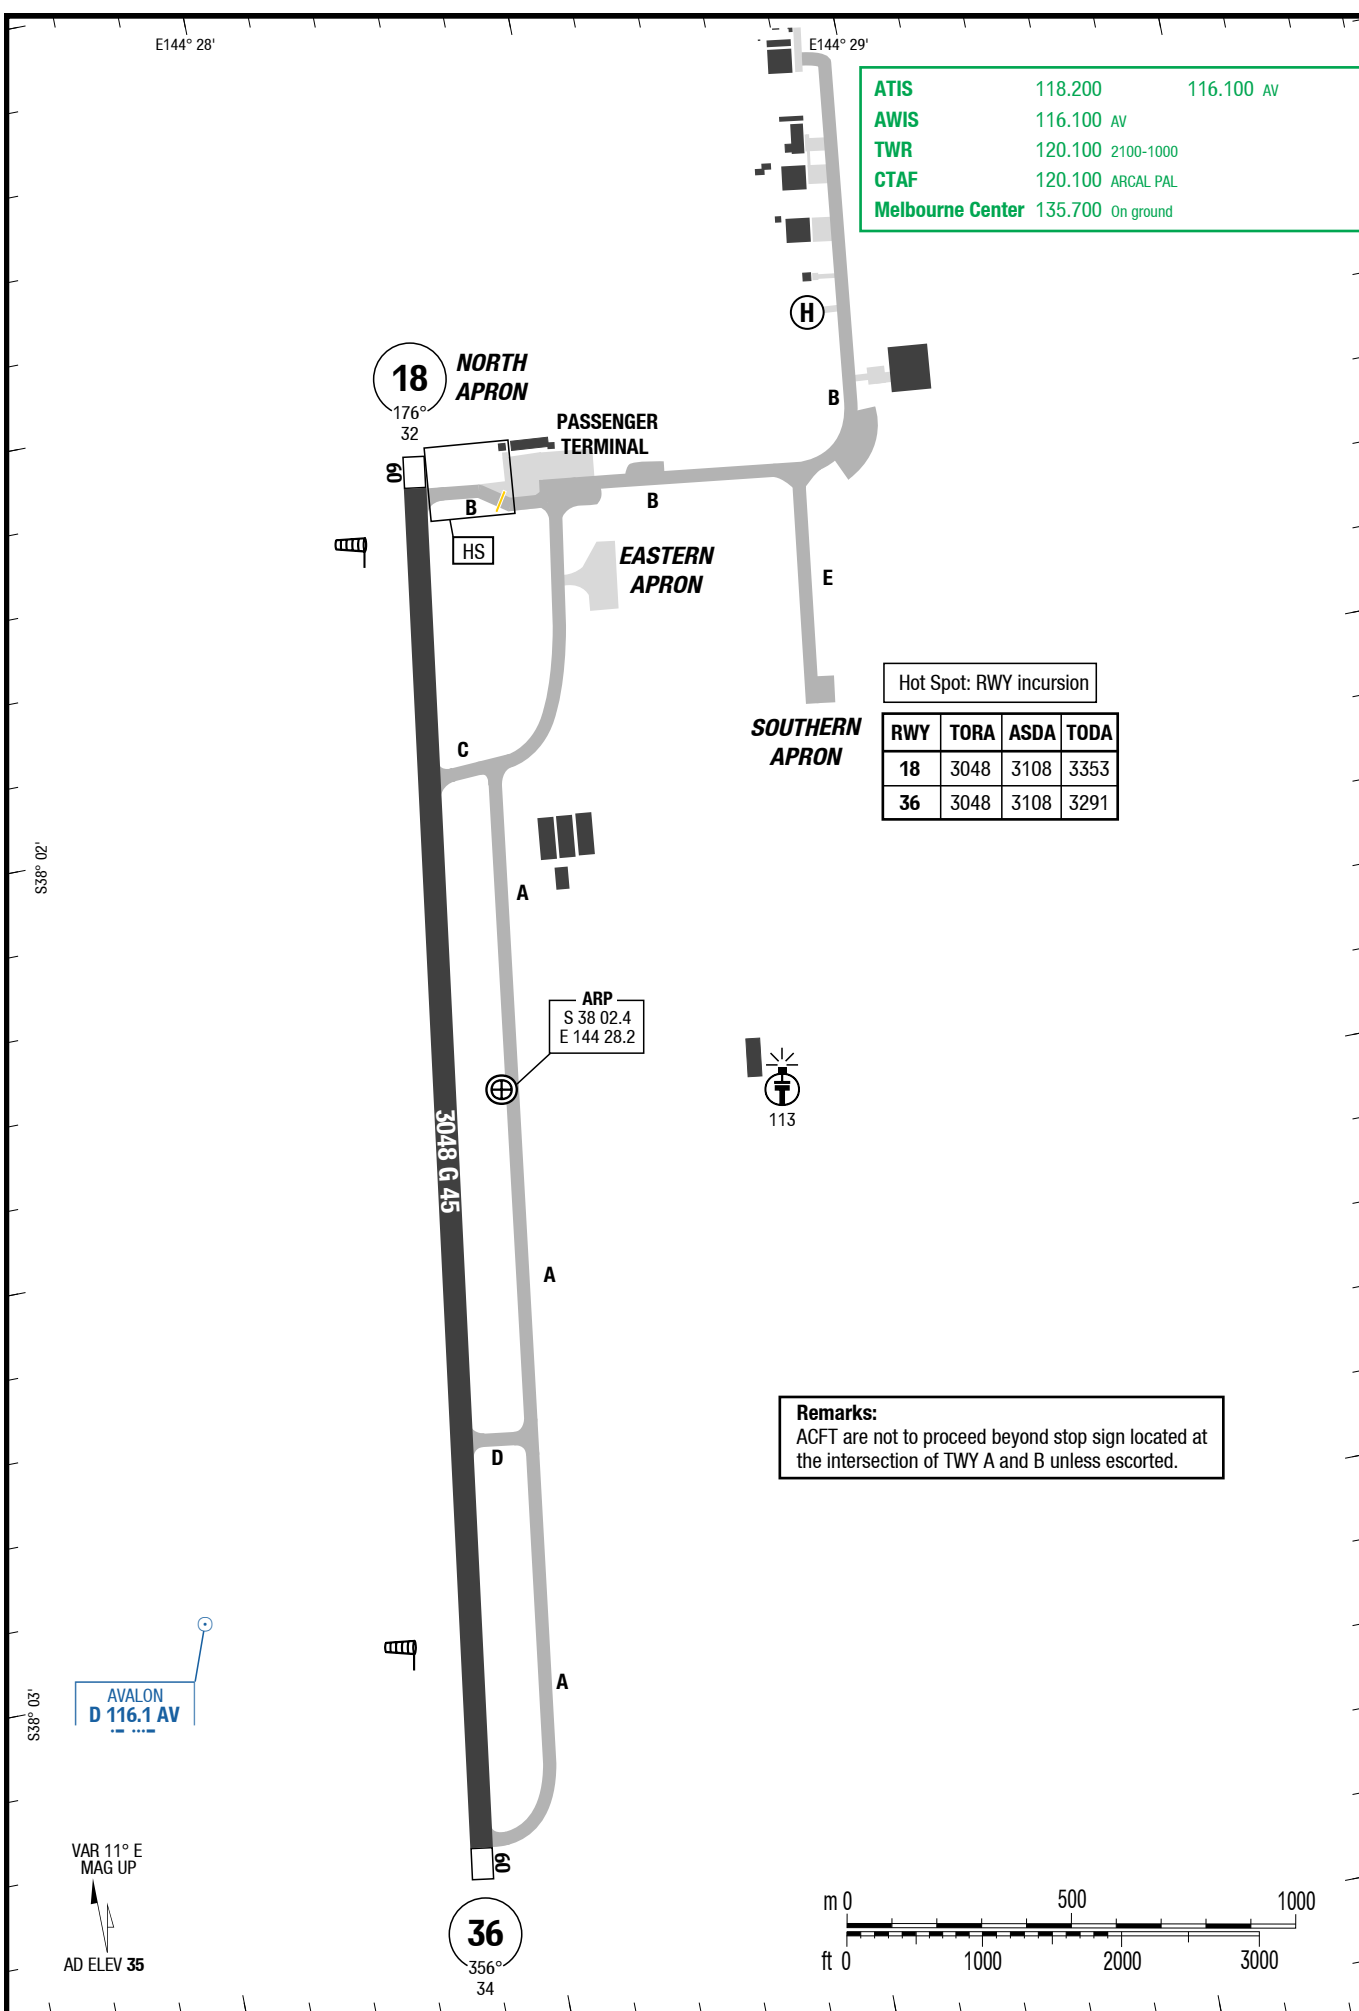 E144° 28'
E144° 29'
ATIS 118.200 116.100 AV
AWIS 116.100 AV
TWR 120.100 2100-1000
CTAF 120.100 ARCAL PAL
Melbourne Center 135.700 On ground
H
18
176°
32
NORTH
APRON
PASSENGER
TERMINAL
B
60
B
B
HS
EASTERN
APRON
E
Hot Spot: RWY incursion
SOUTHERN
APRON
RWY TORA ASDA TODA
18 3048 3108 3353
36 3048 3108 3291
C
S38° 02'
A
ARP
S 38 02.4
E 144 28.2
113
3048 G 45
A
Remarks:
ACFT are not to proceed beyond stop sign located at
the intersection of TWY A and B unless escorted.
D
A
AVALON
D 116.1 AV
S38° 03'
VAR 11° E
MAG UP
AD ELEV 35
60
36
356°
34
m 0 500 1000
ft 0 1000 2000 3000